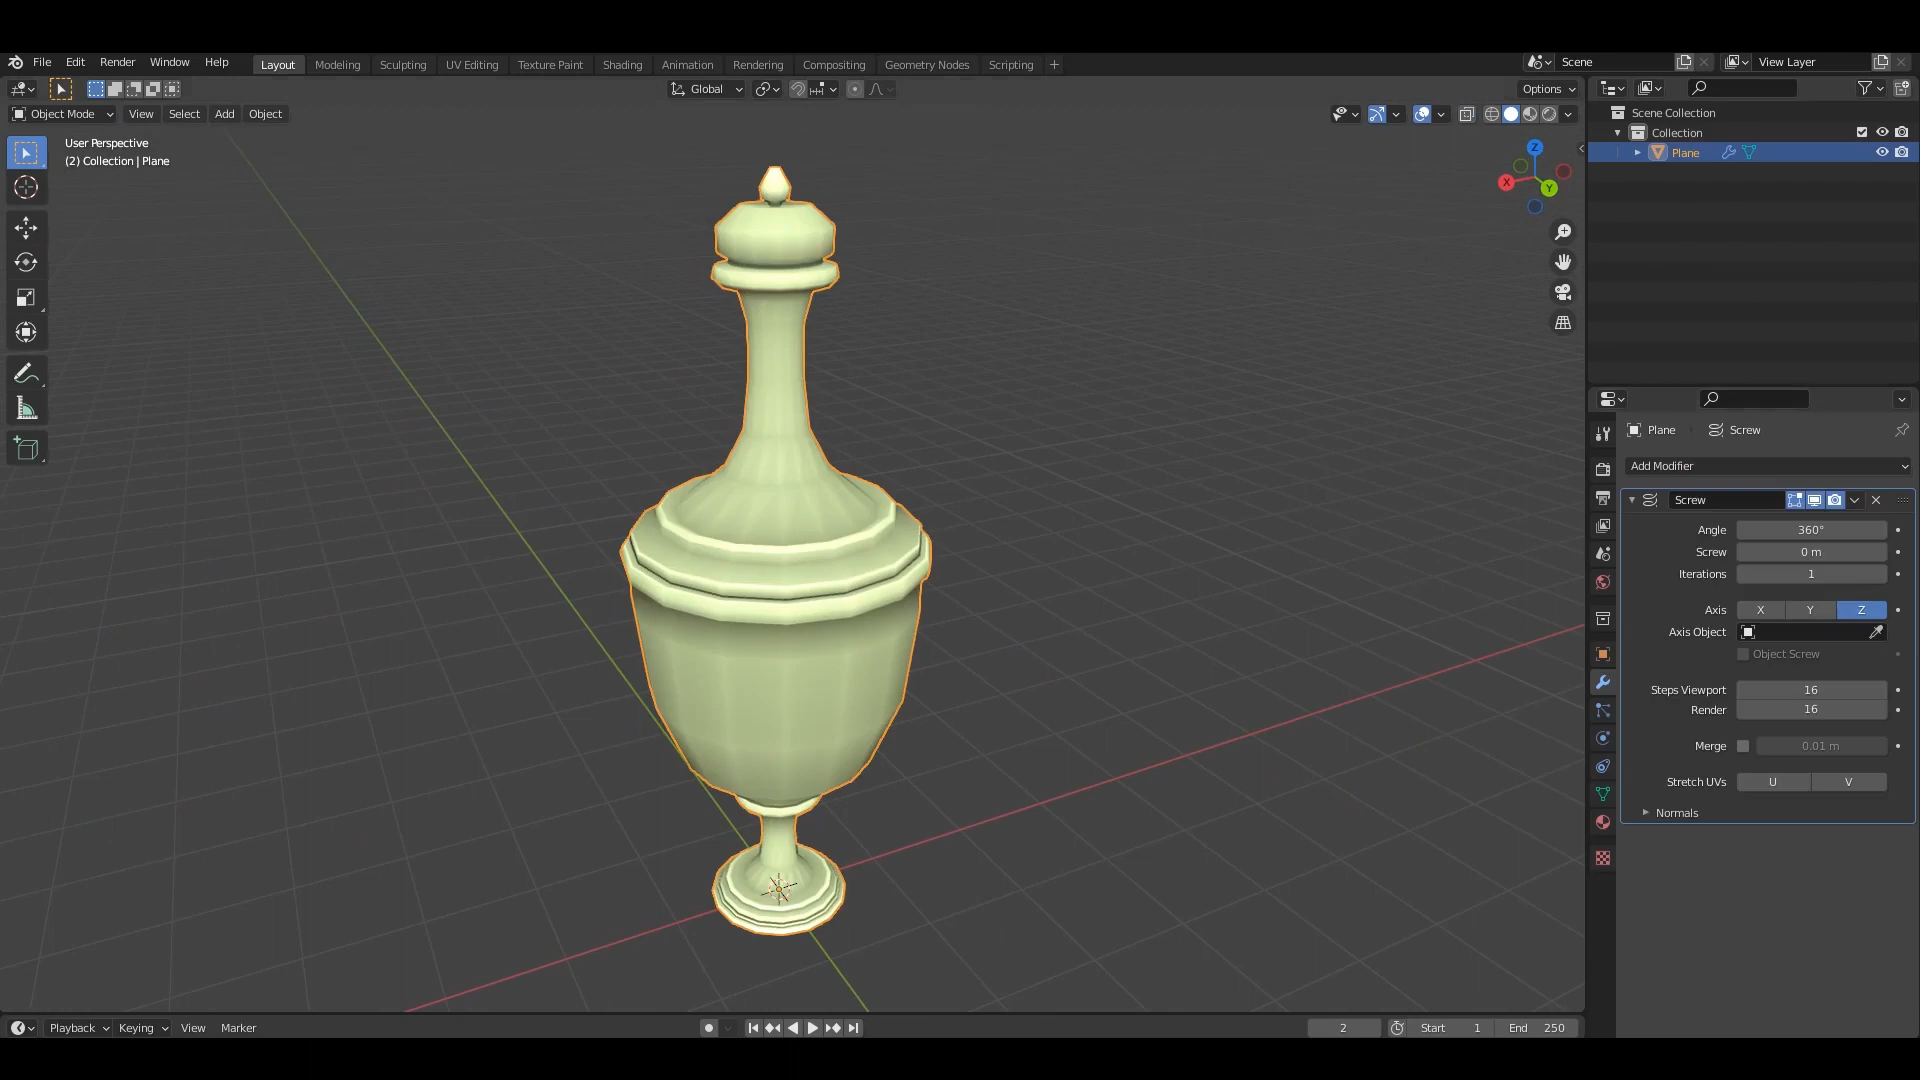 File Edit Render Window Help Layout Modeling Sculpting UV Editing Texture Paint Shading Animation Rendering Compositing Geometry Nodes Scripting + Scene View Layer
Global Options
Object Mode View Select Add Object
User Perspective
(2) Collection | Plane
Z
X
Y
Scene Collection
Collection
Plane
Plane Screw
Add Modifier
Screw
Angle 360°
Screw 0 m
Iterations 1
Axis X Y Z
Axis Object
Object Screw
Steps Viewport 16
Render 16
Merge 0.01 m
Stretch UVs U V
Normals
Playback Keying View Marker 2 Start 1 End 250